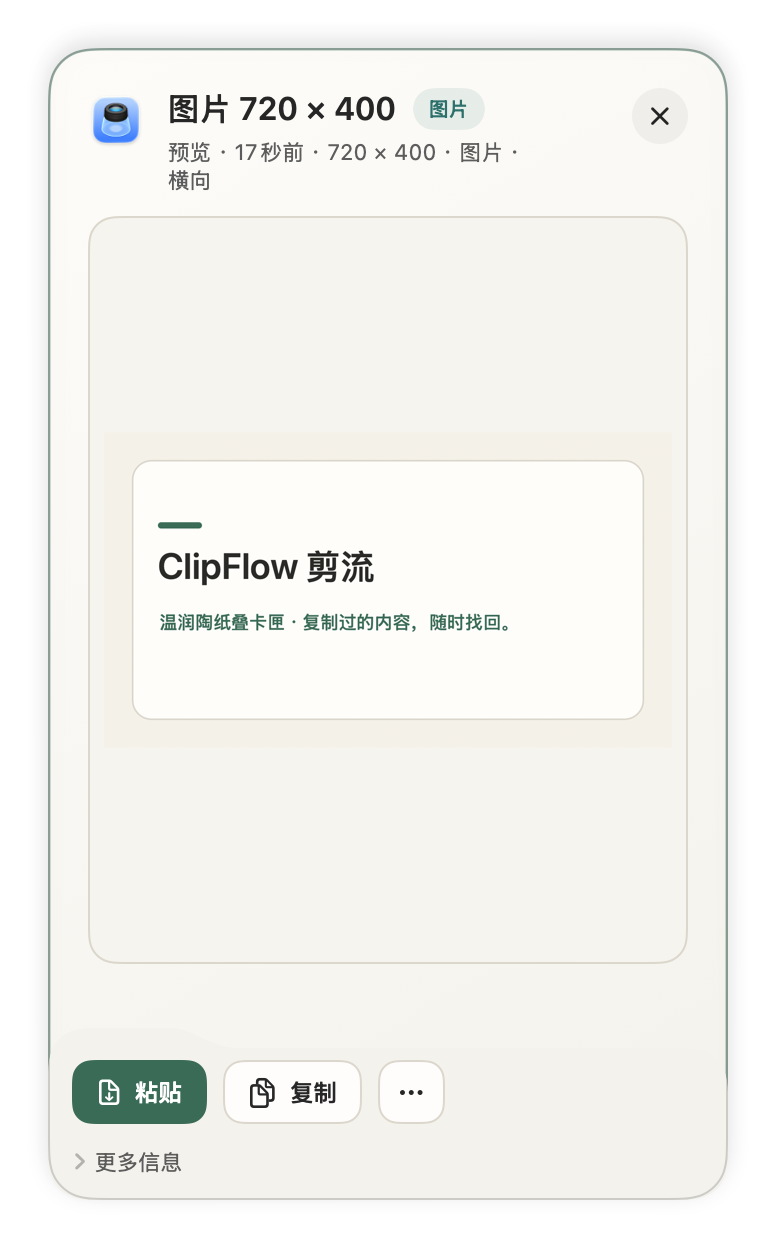 图片 720 × 400 图片
预览 · 17秒前 · 720 × 400 · 图片 ·
横向
ClipFlow 剪流
温润陶纸叠卡匣 · 复制过的内容，随时找回。
粘贴 复制 ···
更多信息